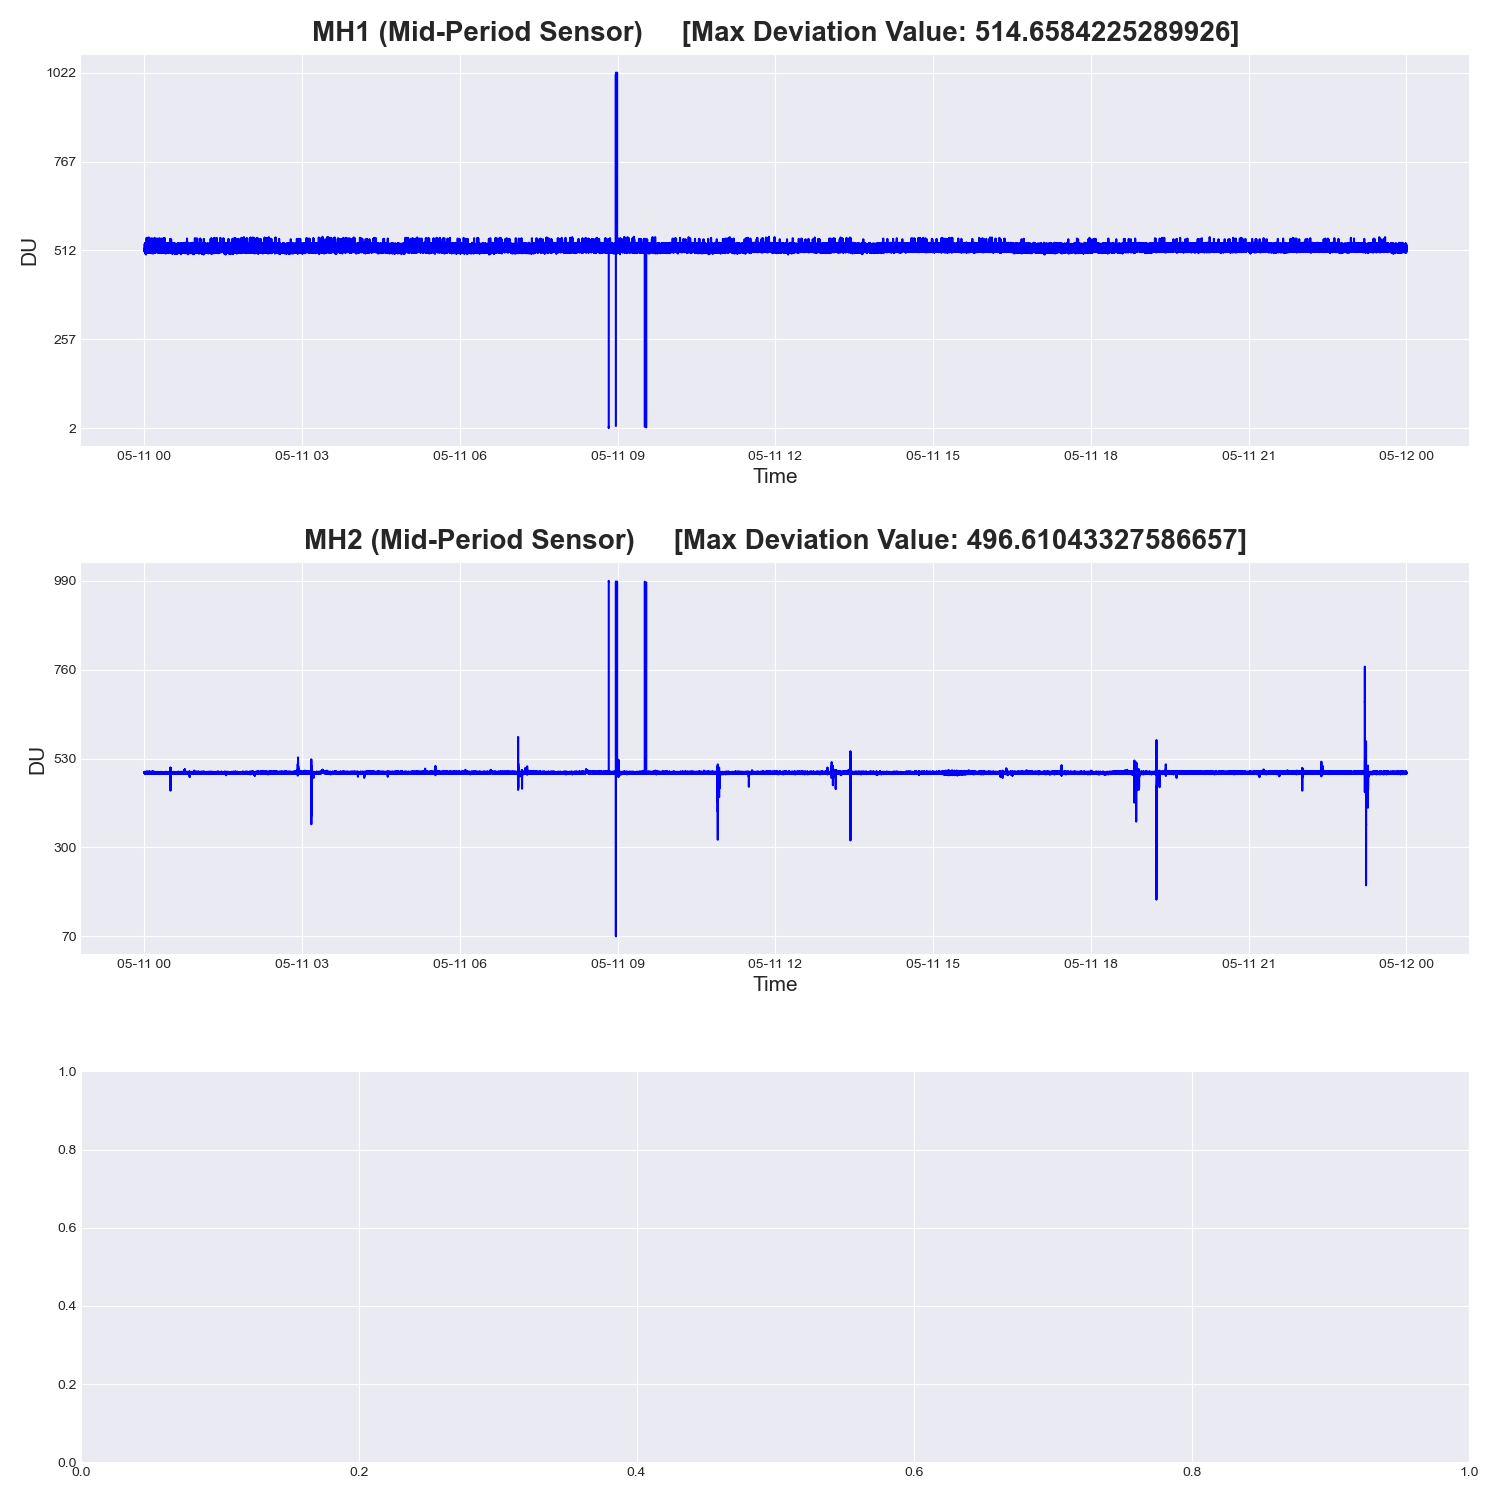 MH1 (Mid-Period Sensor) [Max Deviation Value: 514.6584225289926]
1022
767
512
257
2
DU
05-11 00 05-11 03 05-11 06 05-11 09 05-11 12 05-11 15 05-11 18 05-11 21 05-12 00
Time
MH2 (Mid-Period Sensor) [Max Deviation Value: 496.61043327586657]
990
760
530
300
70
DU
05-11 00 05-11 03 05-11 06 05-11 09 05-11 12 05-11 15 05-11 18 05-11 21 05-12 00
Time
1.0
0.8
0.6
0.4
0.2
0.0
0.0 0.2 0.4 0.6 0.8 1.0